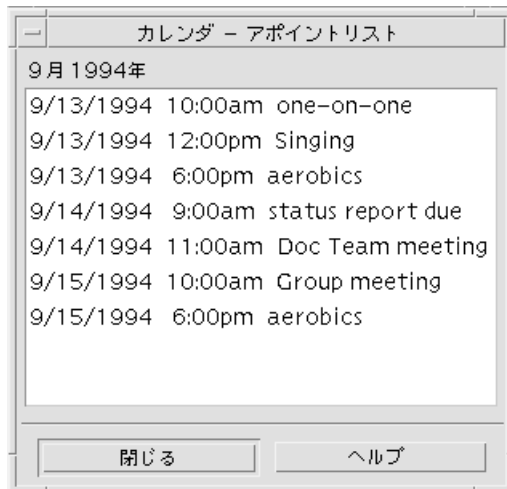 カレンダ – アポイントリスト
9月 1994年
9/13/1994 10:00am one–on–one
9/13/1994 12:00pm Singing
9/13/1994 6:00pm aerobics
9/14/1994 9:00am status report due
9/14/1994 11:00am Doc Team meeting
9/15/1994 10:00am Group meeting
9/15/1994 6:00pm aerobics
閉じる ヘルプ